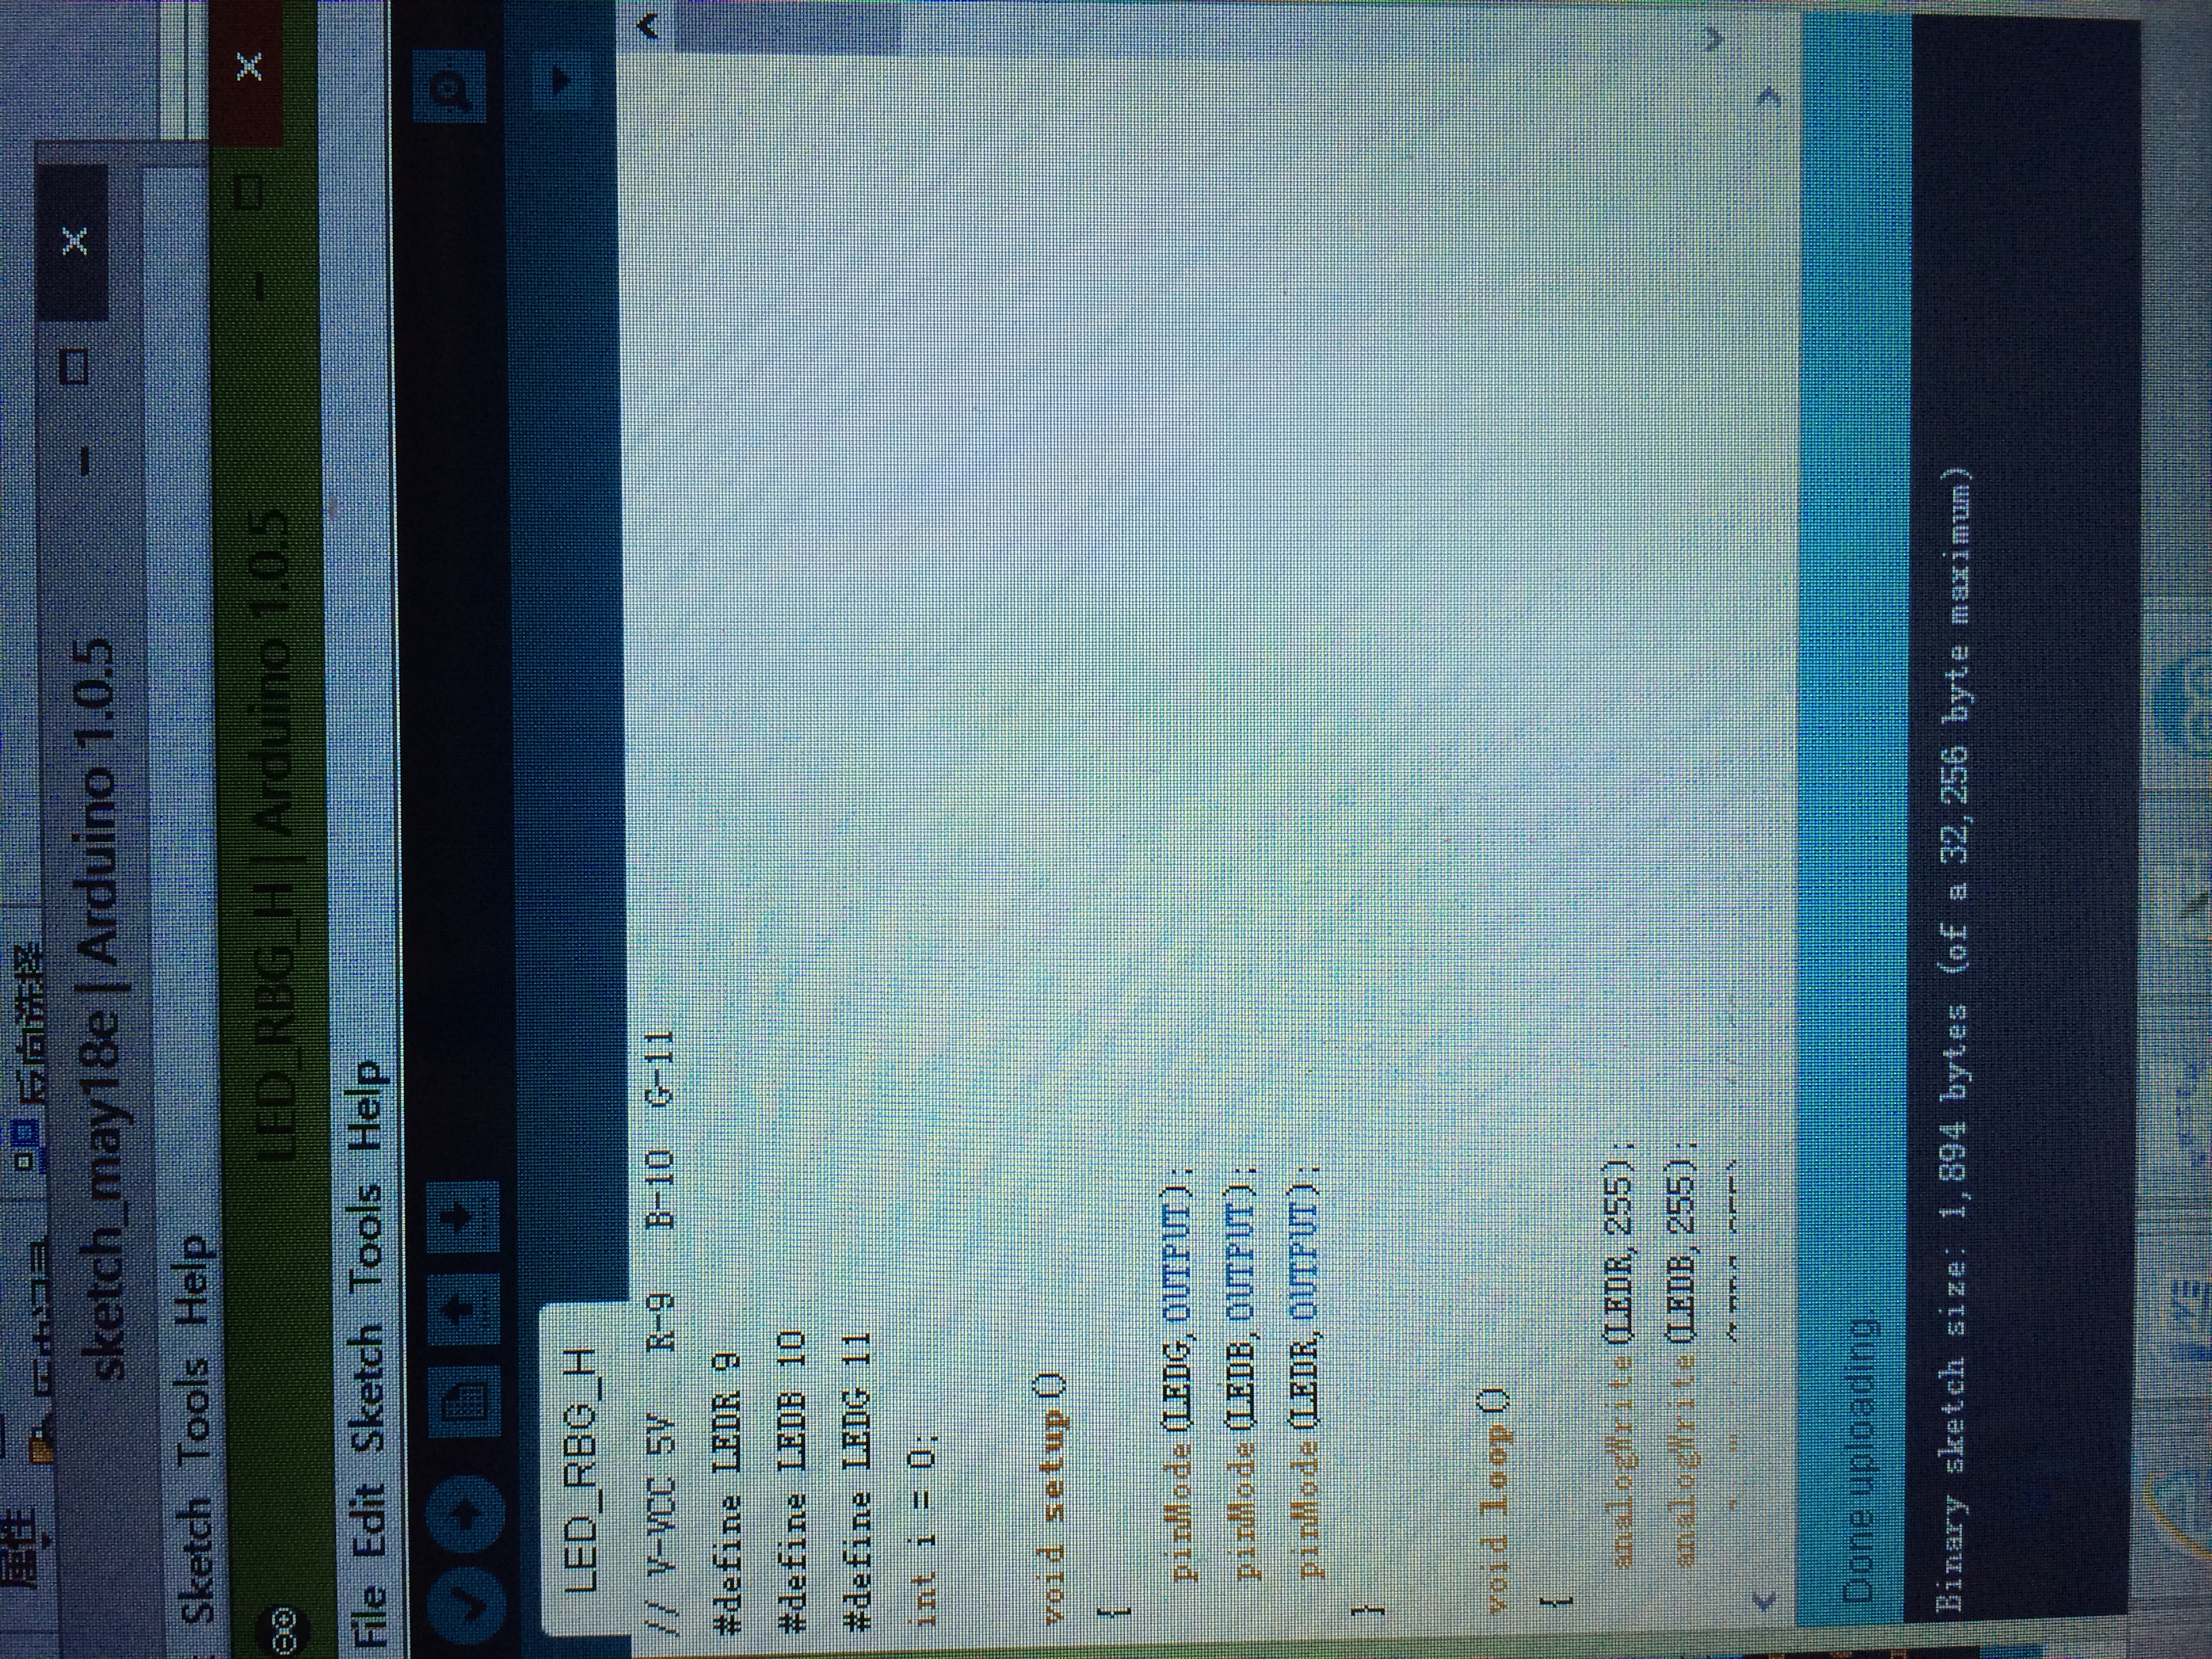 属性
反向选择
sketch_may18e | Arduino 1.0.5
Sketch Tools Help
LED_RBG_H | Arduino 1.0.5
File Edit Sketch Tools Help
LED_RBG_H
// V-VCC 5V R-9 B-10 G-11
#define LEDR 9
#define LEDB 10
#define LEDG 11
int i = 0;
void setup()
{
pinMode(LEDG,OUTPUT);
pinMode(LEDB,OUTPUT);
pinMode(LEDR,OUTPUT);
}
void loop()
{
analogWrite(LEDR,255);
analogWrite(LEDB,255);
Done uploading.
Binary sketch size: 1,894 bytes (of a 32,256 byte maximum)